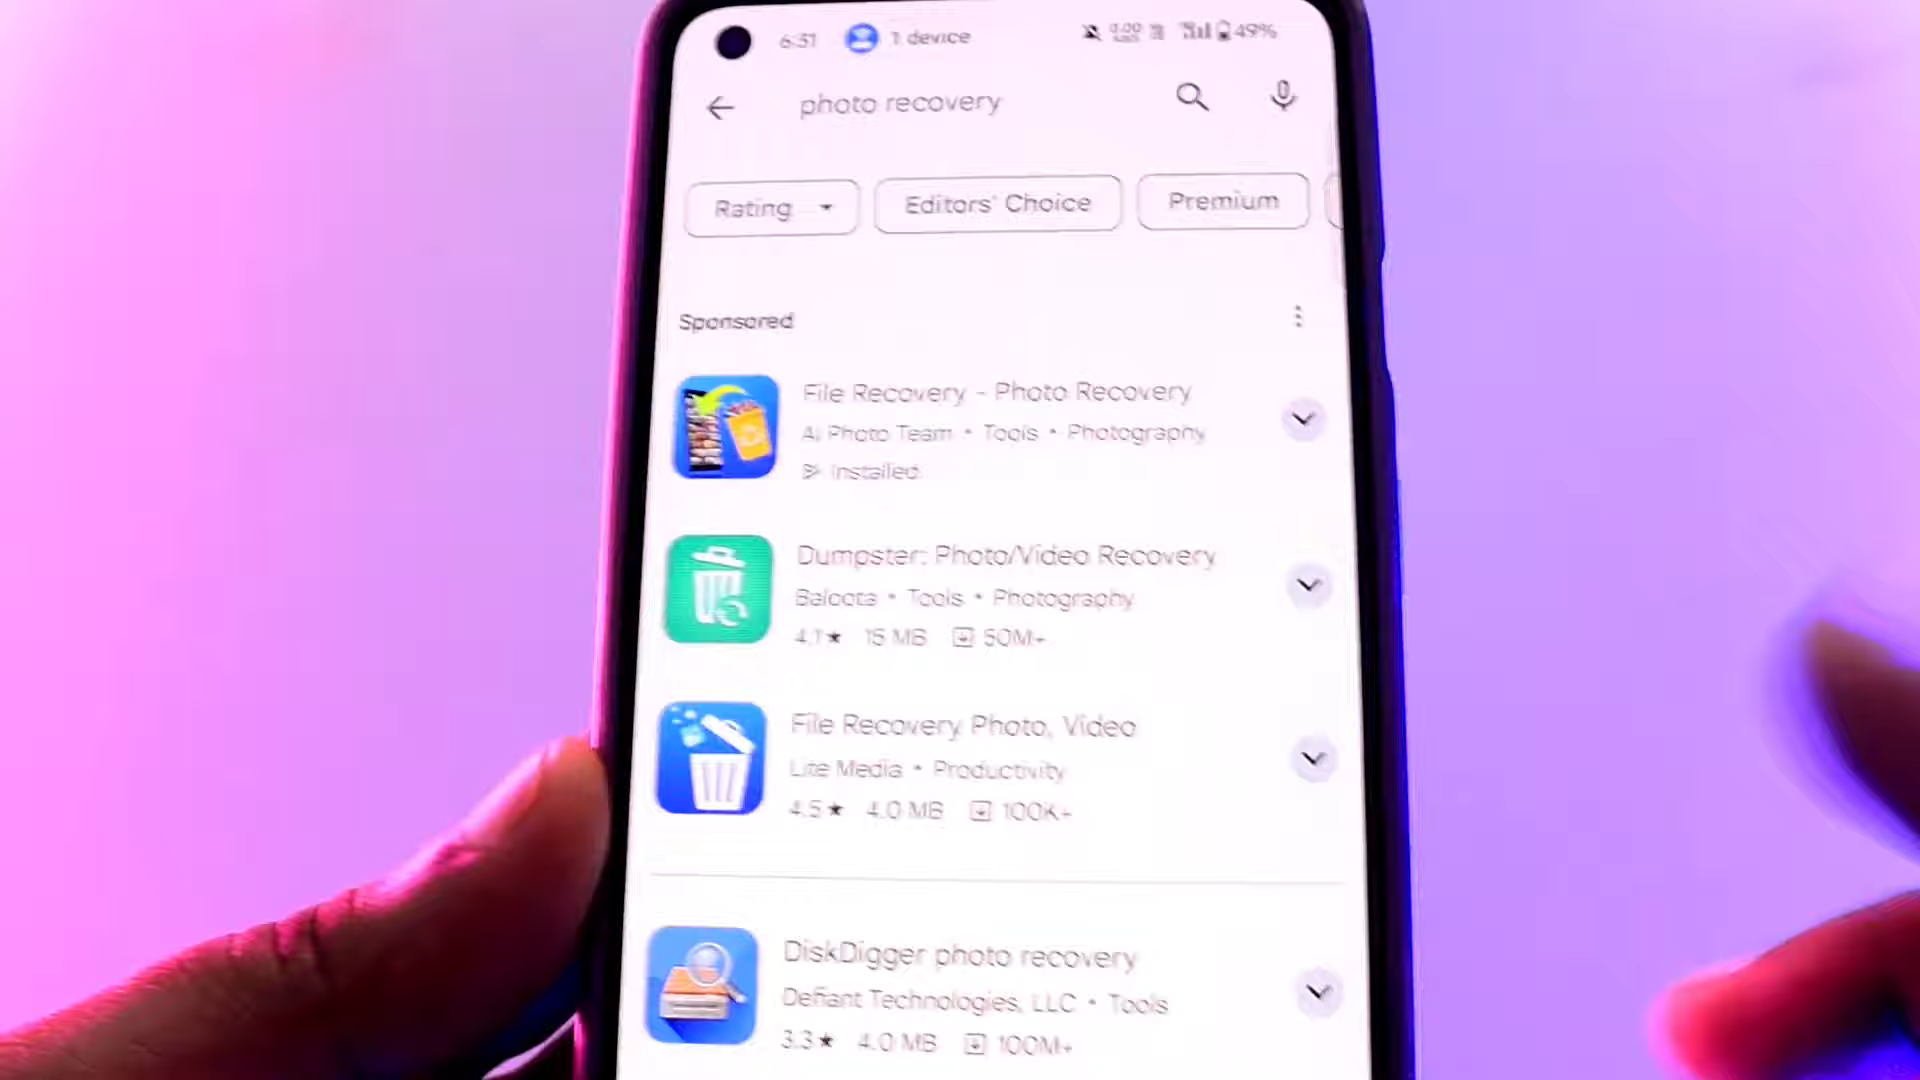 6:31 1 device 49%
photo recovery
Rating Editors' Choice Premium
Sponsored
File Recovery - Photo Recovery
AI Photo Team • Tools • Photography
Installed
Dumpster: Photo/Video Recovery
Baloota • Tools • Photography
4.1★ 15 MB 50M+
File Recovery Photo, Video
Lite Media • Productivity
4.5★ 4.0 MB 100K+
DiskDigger photo recovery
Defiant Technologies, LLC • Tools
3.3★ 4.0 MB 100M+